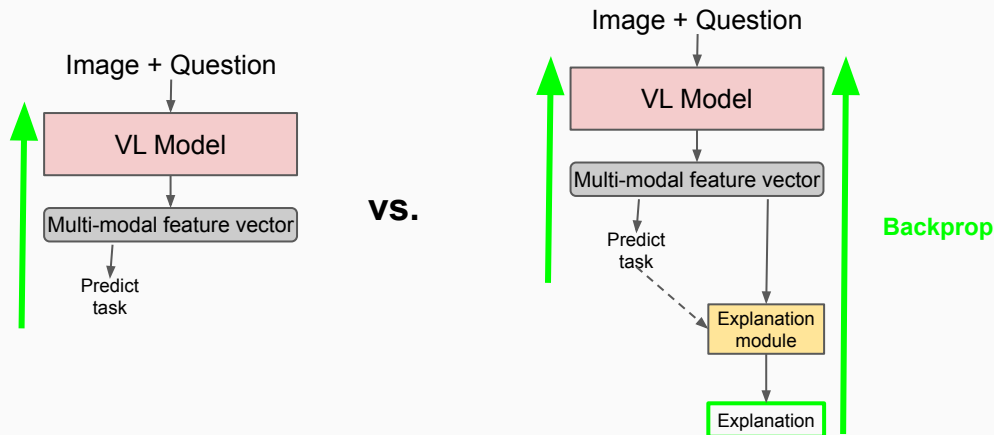 Image + Question
VL Model
Multi-modal feature vector
Predict
task
vs.
Image + Question
VL Model
Multi-modal feature vector
Predict
task
Explanation
module
Explanation
Backprop